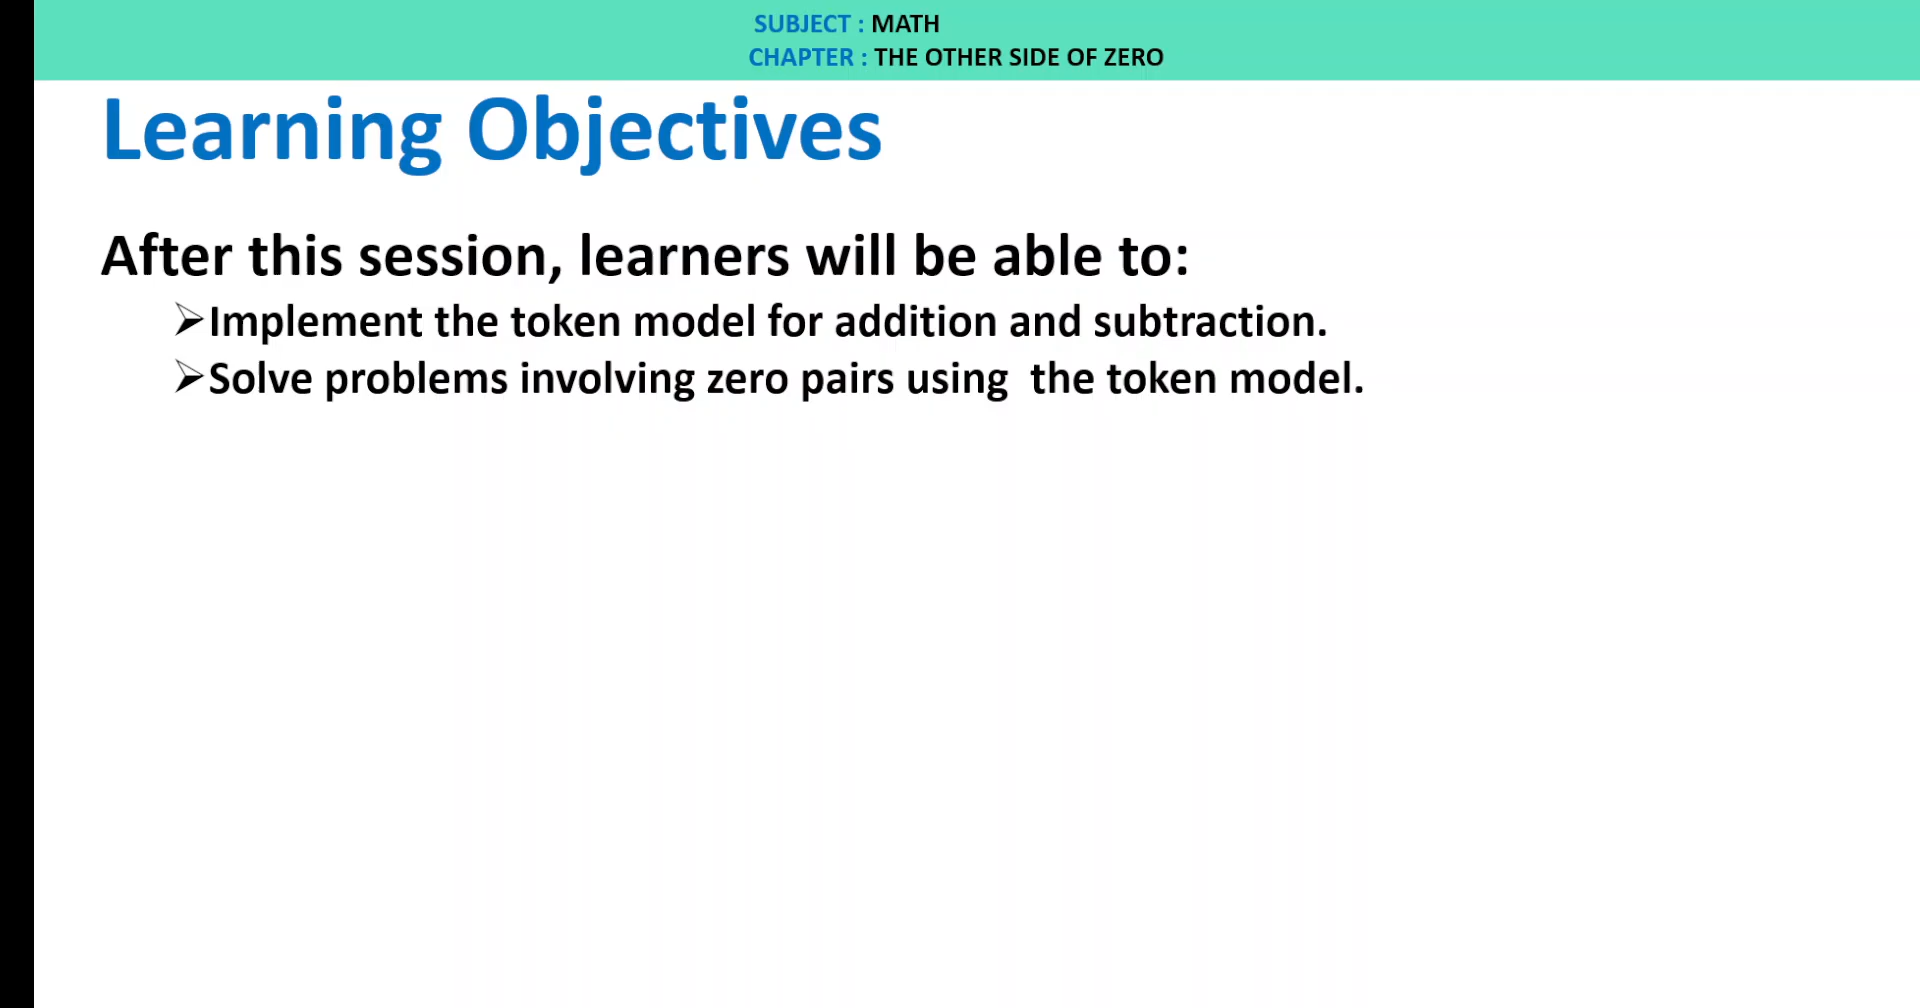 SUBJECT : MATH
CHAPTER : THE OTHER SIDE OF ZERO
Learning Objectives
After this session, learners will be able to:
➢Implement the token model for addition and subtraction.
➢Solve problems involving zero pairs using  the token model.